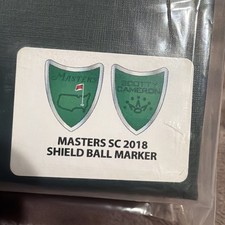 MASTERS
SCOTTY
CAMERON
MASTERS SC 2018
SHIELD BALL MARKER